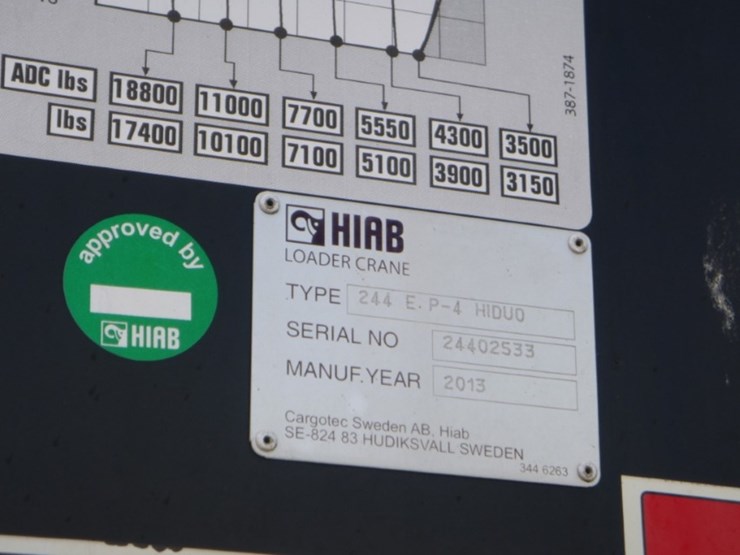 ADC lbs 18800 11000 7700 5550 4300 3500
lbs 17400 10100 7100 5100 3900 3150
387-1874
approved by
HIAB
HIAB
LOADER CRANE
TYPE 244 E.P-4 HIDUO
SERIAL NO 24402533
MANUF.YEAR 2013
Cargotec Sweden AB, Hiab
SE-824 83 HUDIKSVALL SWEDEN
344 6263